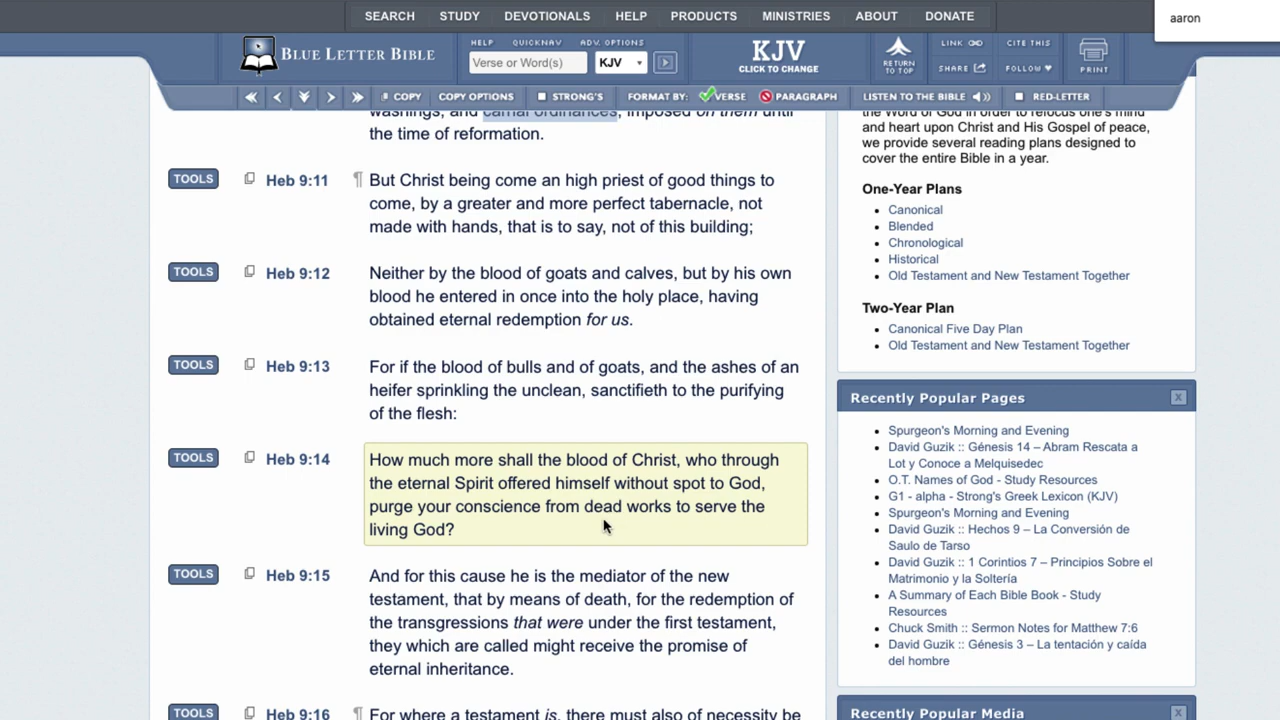 SEARCH STUDY DEVOTIONALS HELP PRODUCTS MINISTRIES ABOUT DONATE
aaron
BLUE LETTER BIBLE
HELP QUICKNAV ADV. OPTIONS
Verse or Word(s) KJV
KJV
CLICK TO CHANGE
RETURN
TO TOP
LINK CITE THIS
SHARE FOLLOW
PRINT
COPY COPY OPTIONS STRONG'S FORMAT BY: VERSE PARAGRAPH LISTEN TO THE BIBLE RED-LETTER
washings, and carnal ordinances, imposed on them until
the time of reformation.
TOOLS Heb 9:11 ¶ But Christ being come an high priest of good things to
come, by a greater and more perfect tabernacle, not
made with hands, that is to say, not of this building;
TOOLS Heb 9:12 Neither by the blood of goats and calves, but by his own
blood he entered in once into the holy place, having
obtained eternal redemption for us.
TOOLS Heb 9:13 For if the blood of bulls and of goats, and the ashes of an
heifer sprinkling the unclean, sanctifieth to the purifying
of the flesh:
TOOLS Heb 9:14 How much more shall the blood of Christ, who through
the eternal Spirit offered himself without spot to God,
purge your conscience from dead works to serve the
living God?
TOOLS Heb 9:15 And for this cause he is the mediator of the new
testament, that by means of death, for the redemption of
the transgressions that were under the first testament,
they which are called might receive the promise of
eternal inheritance.
TOOLS Heb 9:16 ¶ For where a testament is, there must also of necessity be
the Word of God in order to refocus one's mind
and heart upon Christ and His Gospel of peace,
we provide several reading plans designed to
cover the entire Bible in a year.
One-Year Plans
Canonical
Blended
Chronological
Historical
Old Testament and New Testament Together
Two-Year Plan
Canonical Five Day Plan
Old Testament and New Testament Together
Recently Popular Pages X
Spurgeon's Morning and Evening
David Guzik :: Génesis 14 – Abram Rescata a
Lot y Conoce a Melquisedec
O.T. Names of God - Study Resources
G1 - alpha - Strong's Greek Lexicon (KJV)
Spurgeon's Morning and Evening
David Guzik :: Hechos 9 – La Conversión de
Saulo de Tarso
David Guzik :: 1 Corintios 7 – Principios Sobre el
Matrimonio y la Soltería
A Summary of Each Bible Book - Study
Resources
Chuck Smith :: Sermon Notes for Matthew 7:6
David Guzik :: Génesis 3 – La tentación y caída
del hombre
Recently Popular Media X